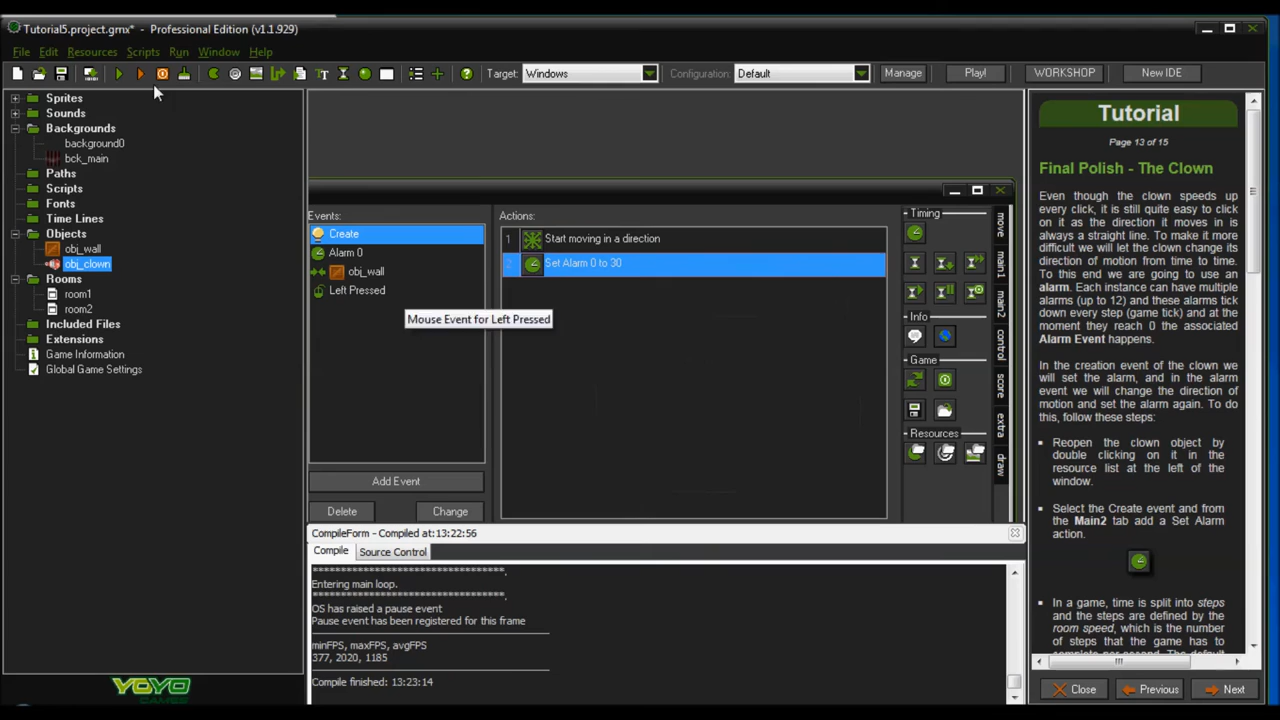 Tutorial5.project.gmx* - Professional Edition (v1.1.929)
File Edit Resources Scripts Run Window Help
Target: Windows Configuration: Default Manage Play! WORKSHOP New IDE
Sprites
Sounds
Backgrounds
background0
bck_main
Paths
Scripts
Fonts
Time Lines
Objects
obj_wall
obj_clown
Rooms
room1
room2
Included Files
Extensions
Game Information
Global Game Settings
YOYO
GAMES
Events:
Create
Alarm 0
obj_wall
Left Pressed
Mouse Event for Left Pressed
Add Event
Delete Change
Actions:
1 Start moving in a direction
2 Set Alarm 0 to 30
Timing
Info
Game
Resources
move
main1
main2
control
score
extra
draw
CompileForm - Compiled at:13:22:56
Compile Source Control
Entering main loop.
OS has raised a pause event
Pause event has been registered for this frame
minFPS, maxFPS, avgFPS
377, 2020, 1185
Compile finished: 13:23:14
Tutorial
Page 13 of 15
Final Polish - The Clown
Even though the clown speeds up
every click, it is still quite easy to click
on it as the direction it moves in is
always a straight line. To make it more
difficult we will let the clown change its
direction of motion from time to time.
To this end we are going to use an
alarm. Each instance can have multiple
alarms (up to 12) and these alarms tick
down every step (game tick) and at the
moment they reach 0 the associated
Alarm Event happens.
In the creation event of the clown we
will set the alarm, and in the alarm
event we will change the direction of
motion and set the alarm again. To do
this, follow these steps:
Reopen the clown object by
double clicking on it in the
resource list at the left of the
window.
Select the Create event and from
the Main2 tab add a Set Alarm
action.
In a game, time is split into steps
and the steps are defined by the
room speed, which is the number
of steps that the game has to
complete per second. The default
Close Previous Next